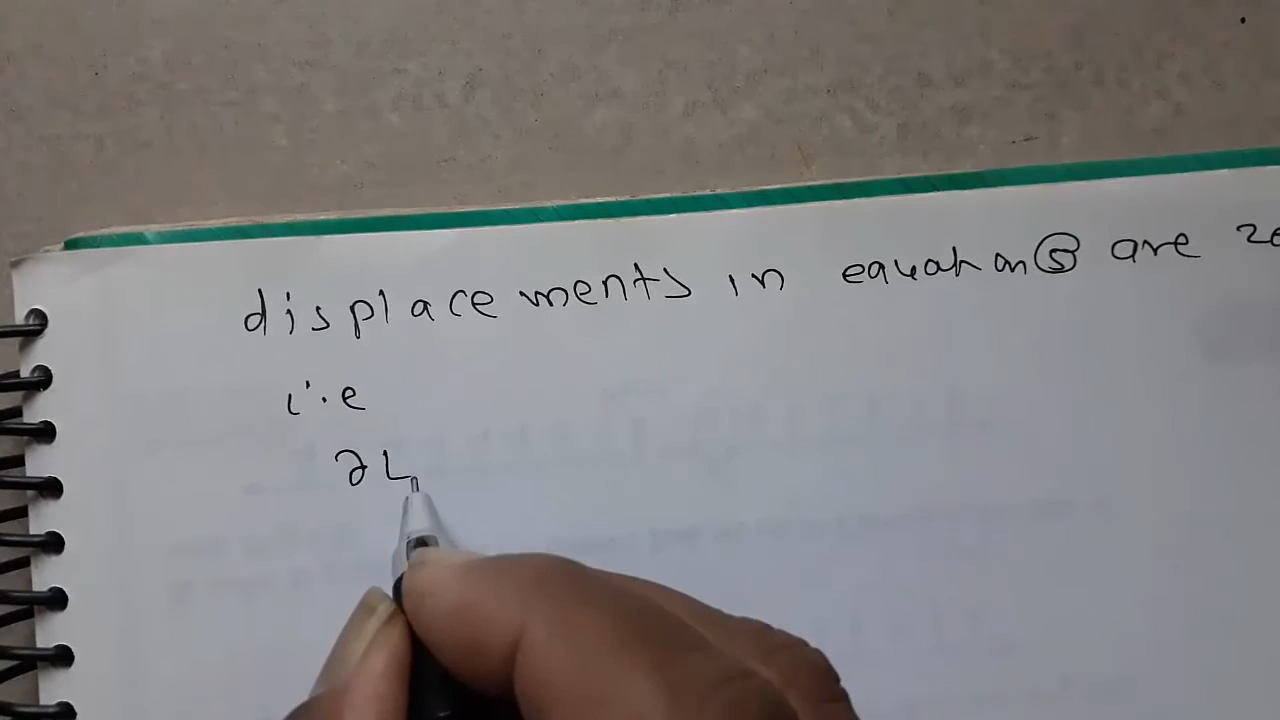 displacements in equation ⑤ are
i.e
∂L